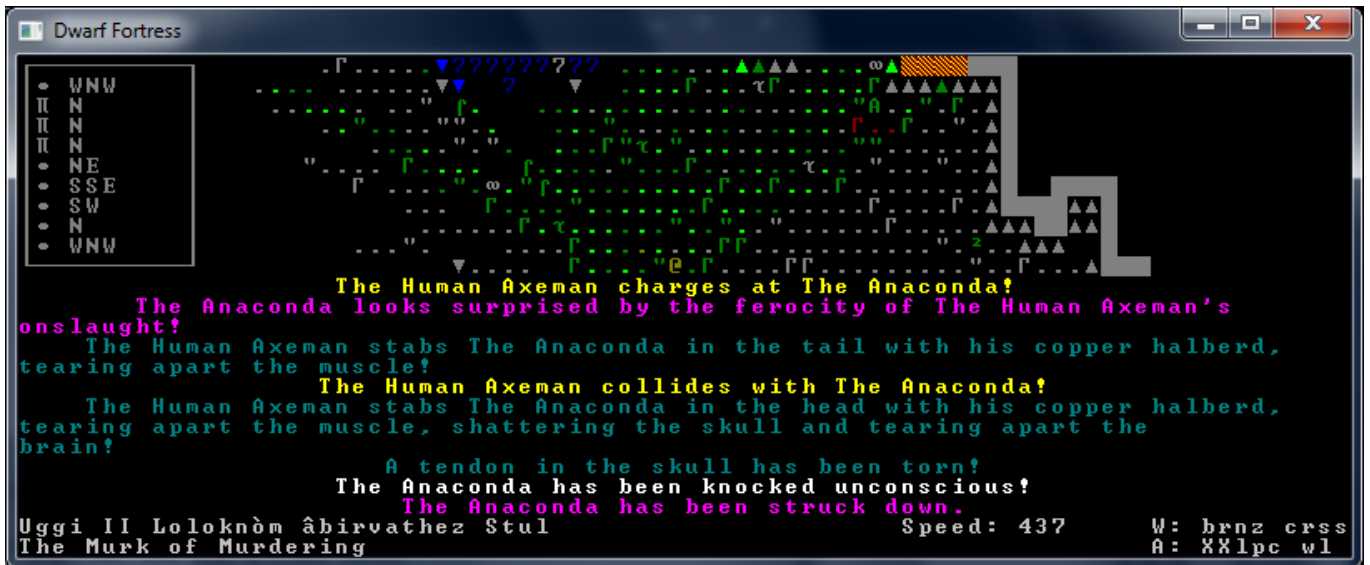 Dwarf Fortress
WNW
N
N
N
NE
SSE
SW
N
WNW
The Human Axeman charges at The Anaconda!
The Anaconda looks surprised by the ferocity of The Human Axeman's
onslaught!
The Human Axeman stabs The Anaconda in the tail with his copper halberd,
tearing apart the muscle!
The Human Axeman collides with The Anaconda!
The Human Axeman stabs The Anaconda in the head with his copper halberd,
tearing apart the muscle, shattering the skull and tearing apart the
brain!
A tendon in the skull has been torn!
The Anaconda has been knocked unconscious!
The Anaconda has been struck down.
Uggi II Loloknòm âbirvathez Stul Speed: 437 W: brnz crss
The Murk of Murdering A: XXlpc wl